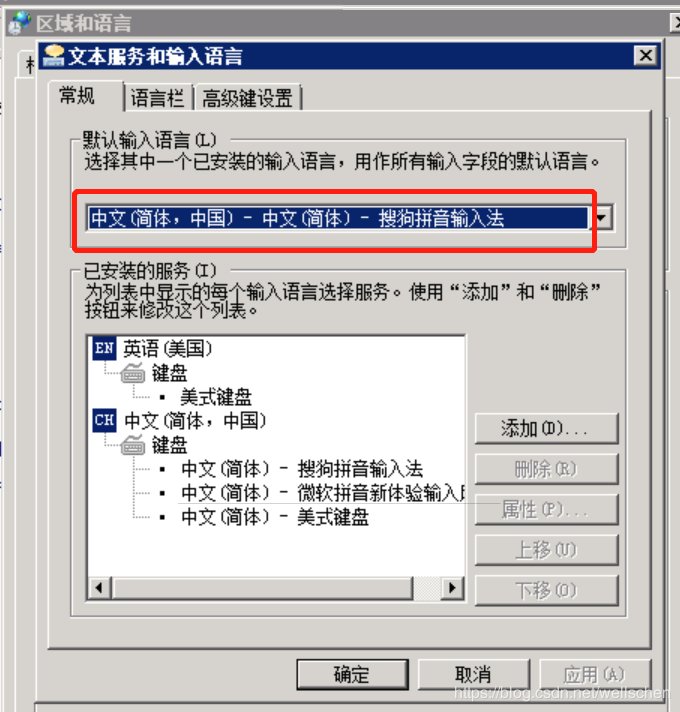 区域和语言
文本服务和输入语言
常规 语言栏 高级键设置
默认输入语言(L)
选择其中一个已安装的输入语言，用作所有输入字段的默认语言。
中文(简体，中国) - 中文(简体) - 搜狗拼音输入法
已安装的服务(I)
为列表中显示的每个输入语言选择服务。使用“添加”和“删除”
按钮来修改这个列表。
EN 英语(美国)
键盘
美式键盘
CH 中文(简体，中国)
键盘
中文(简体) - 搜狗拼音输入法
中文(简体) - 微软拼音新体验输入
中文(简体) - 美式键盘
添加(D)...
删除(R)
属性(P)...
上移(U)
下移(O)
确定 取消 应用(A)
https://blog.csdn.net/wellschen